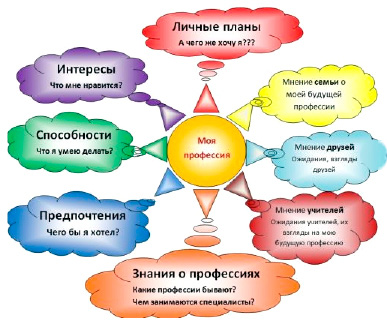 Личные планы
А чего же хочу я???
Интересы
Что мне нравится?
Мнение семьи о
моей будущей
профессии
Способности
Что я умею делать?
Моя
профессия
Мнение друзей
Ожидания, взгляды
друзей
Предпочтения
Чего бы я хотел?
Мнение учителей
Ожидания учителей, их
взгляды на мою
будущую профессию
Знания о профессиях
Какие профессии бывают?
Чем занимаются специалисты?